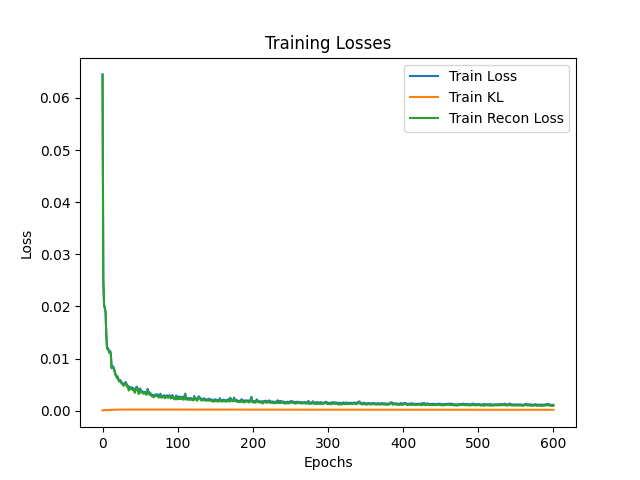 Training Losses
Train Loss
Train KL
Train Recon Loss
0.06
0.05
0.04
0.03
0.02
0.01
0.00
Loss
0 100 200 300 400 500 600
Epochs